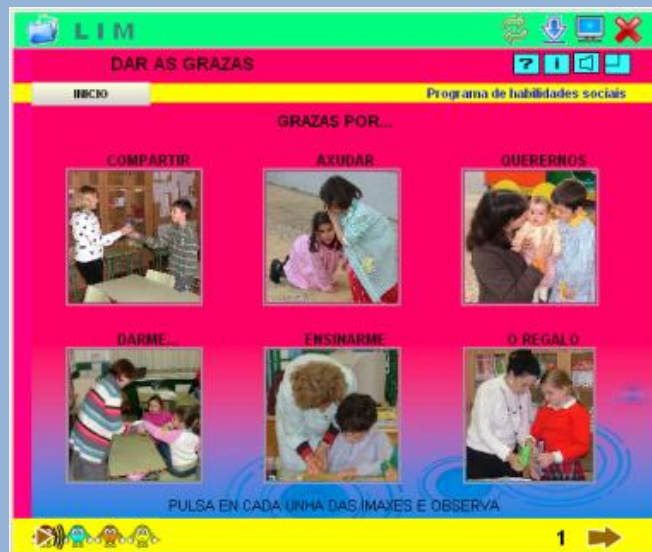 LIM
DAR AS GRAZAS
? i
INICIO
Programa de habilidades sociais
GRAZAS POR...
COMPARTIR AXUDAR QUERERNOS
DARME... ENSINARME O REGALO
PULSA EN CADA UNHA DAS IMAXES E OBSERVA
1